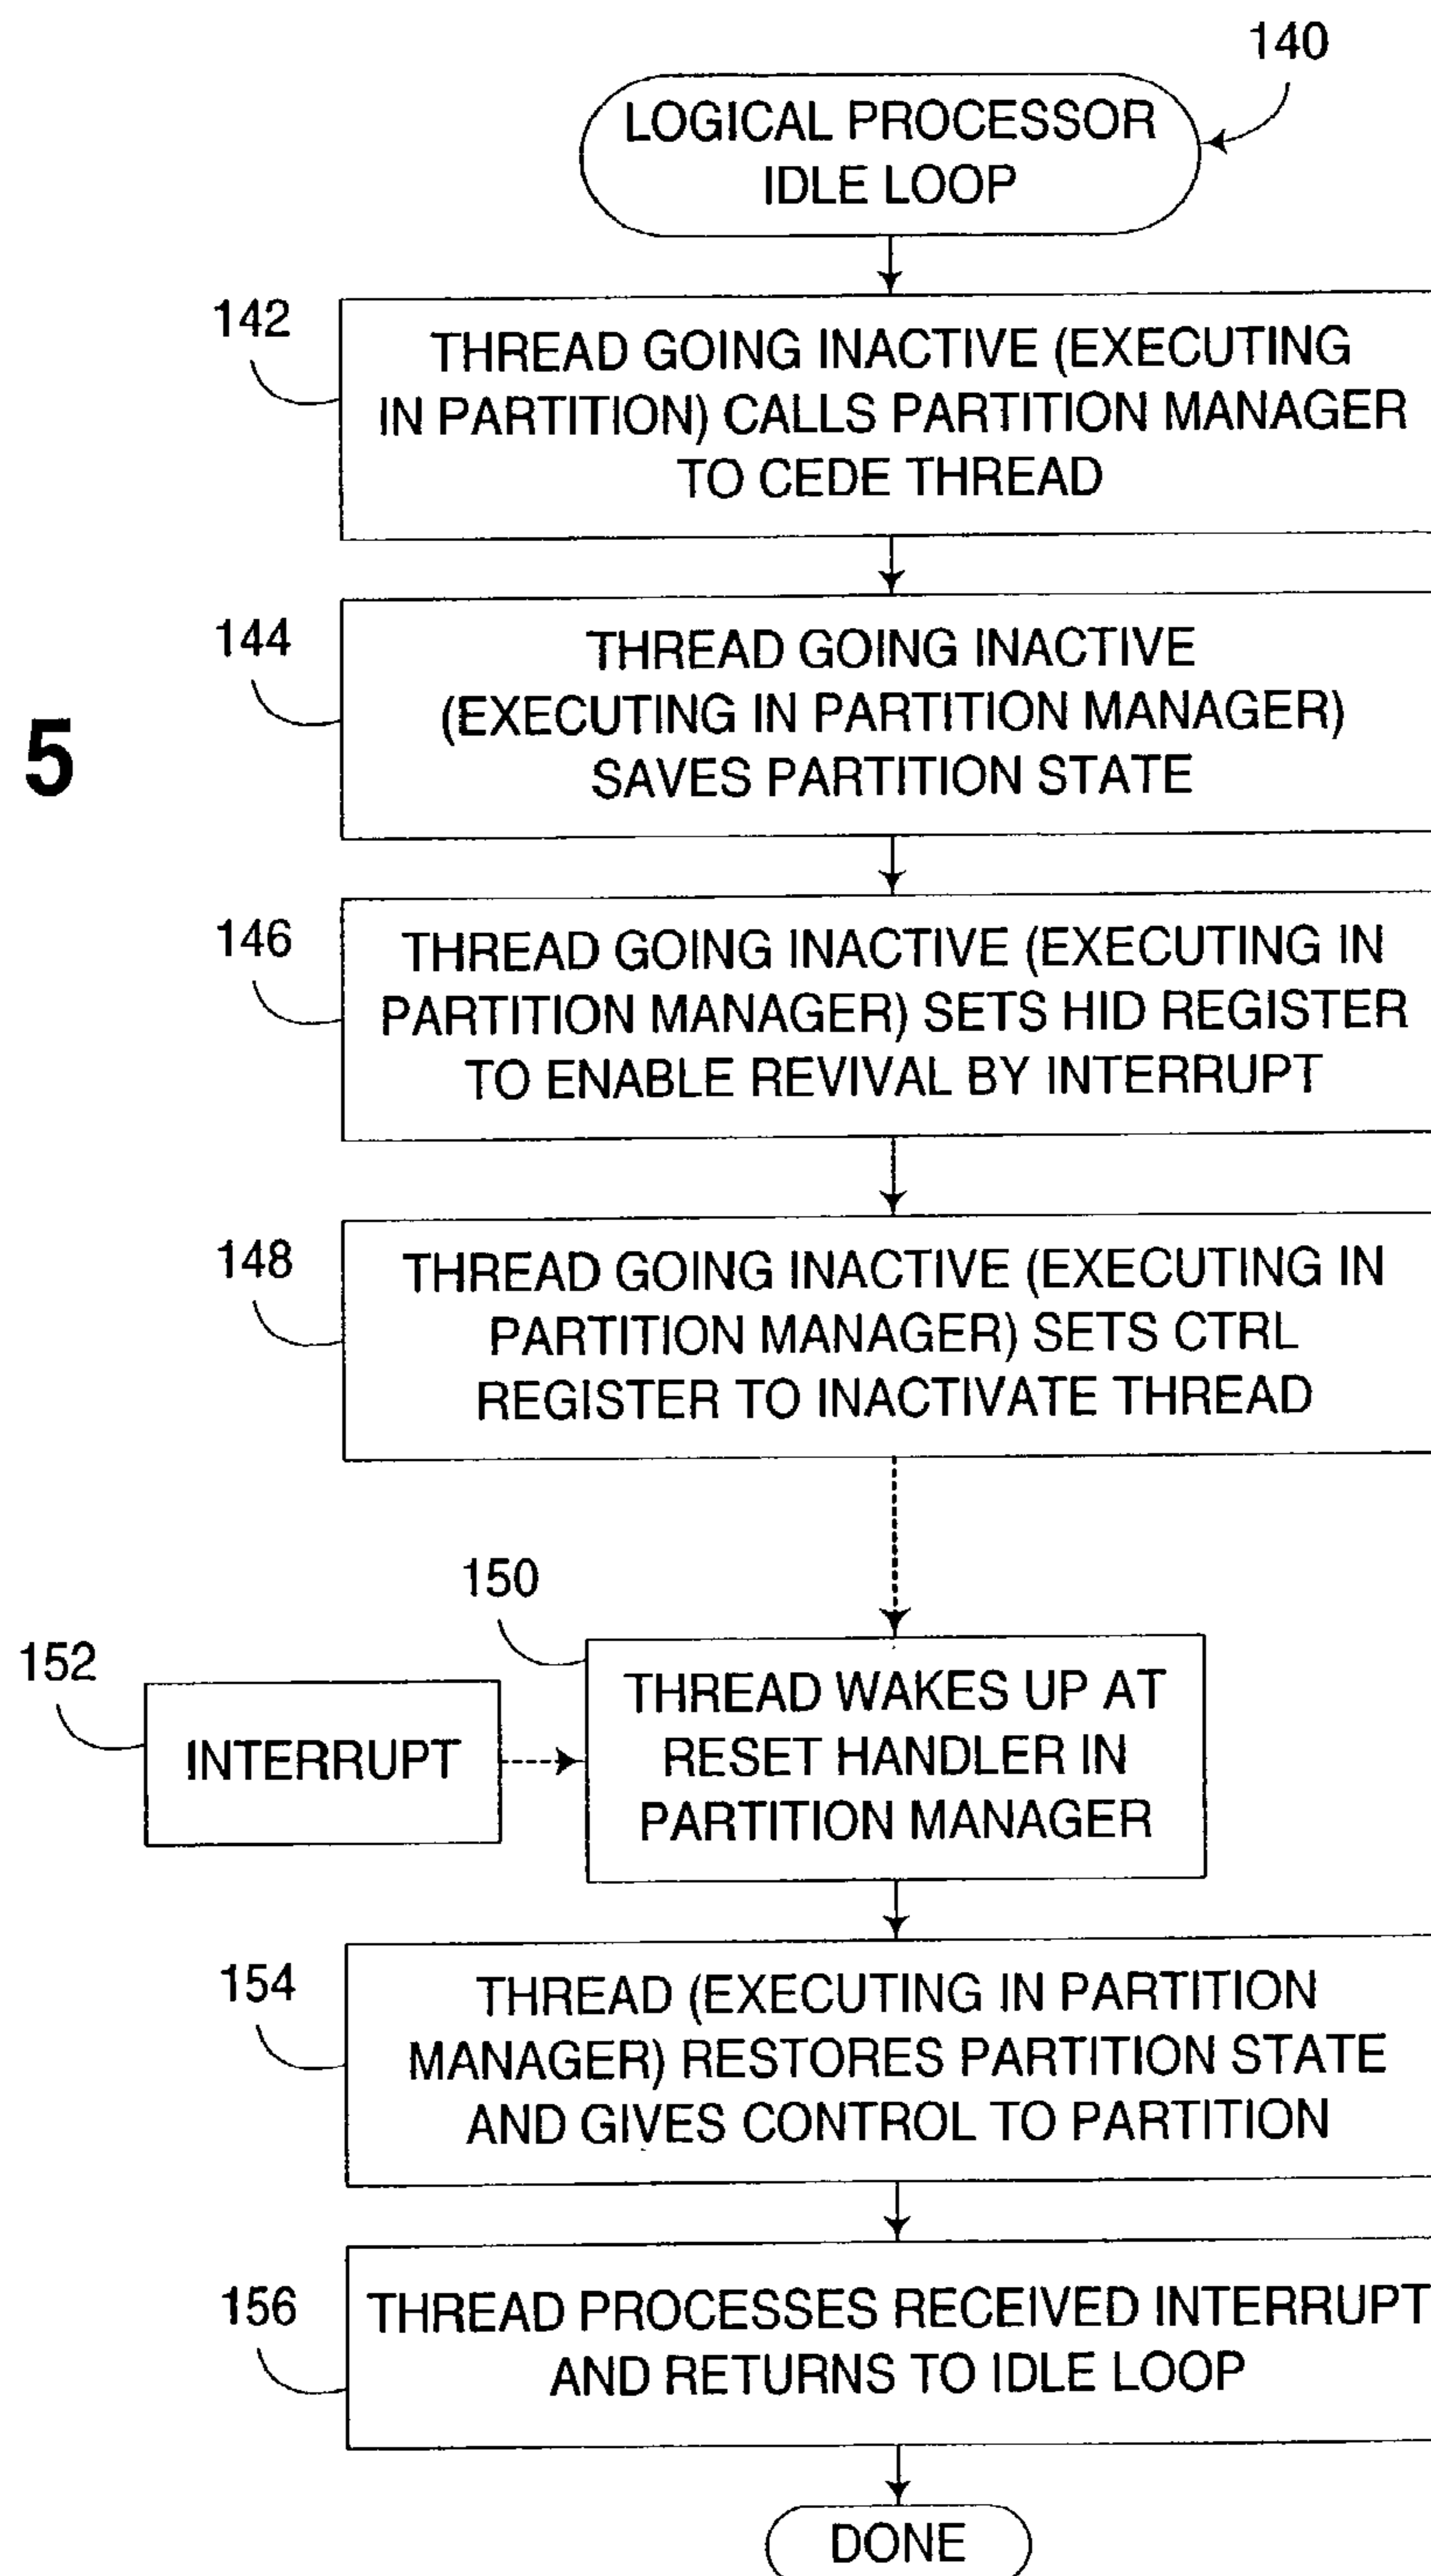 140
LOGICAL PROCESSOR
IDLE LOOP
142
THREAD GOING INACTIVE (EXECUTING
IN PARTITION) CALLS PARTITION MANAGER
TO CEDE THREAD
144
THREAD GOING INACTIVE
(EXECUTING IN PARTITION MANAGER)
SAVES PARTITION STATE
5
146
THREAD GOING INACTIVE (EXECUTING IN
PARTITION MANAGER) SETS HID REGISTER
TO ENABLE REVIVAL BY INTERRUPT
148
THREAD GOING INACTIVE (EXECUTING IN
PARTITION MANAGER) SETS CTRL
REGISTER TO INACTIVATE THREAD
150
152
INTERRUPT
THREAD WAKES UP AT
RESET HANDLER IN
PARTITION MANAGER
154
THREAD (EXECUTING IN PARTITION
MANAGER) RESTORES PARTITION STATE
AND GIVES CONTROL TO PARTITION
156
THREAD PROCESSES RECEIVED INTERRUPT
AND RETURNS TO IDLE LOOP
DONE